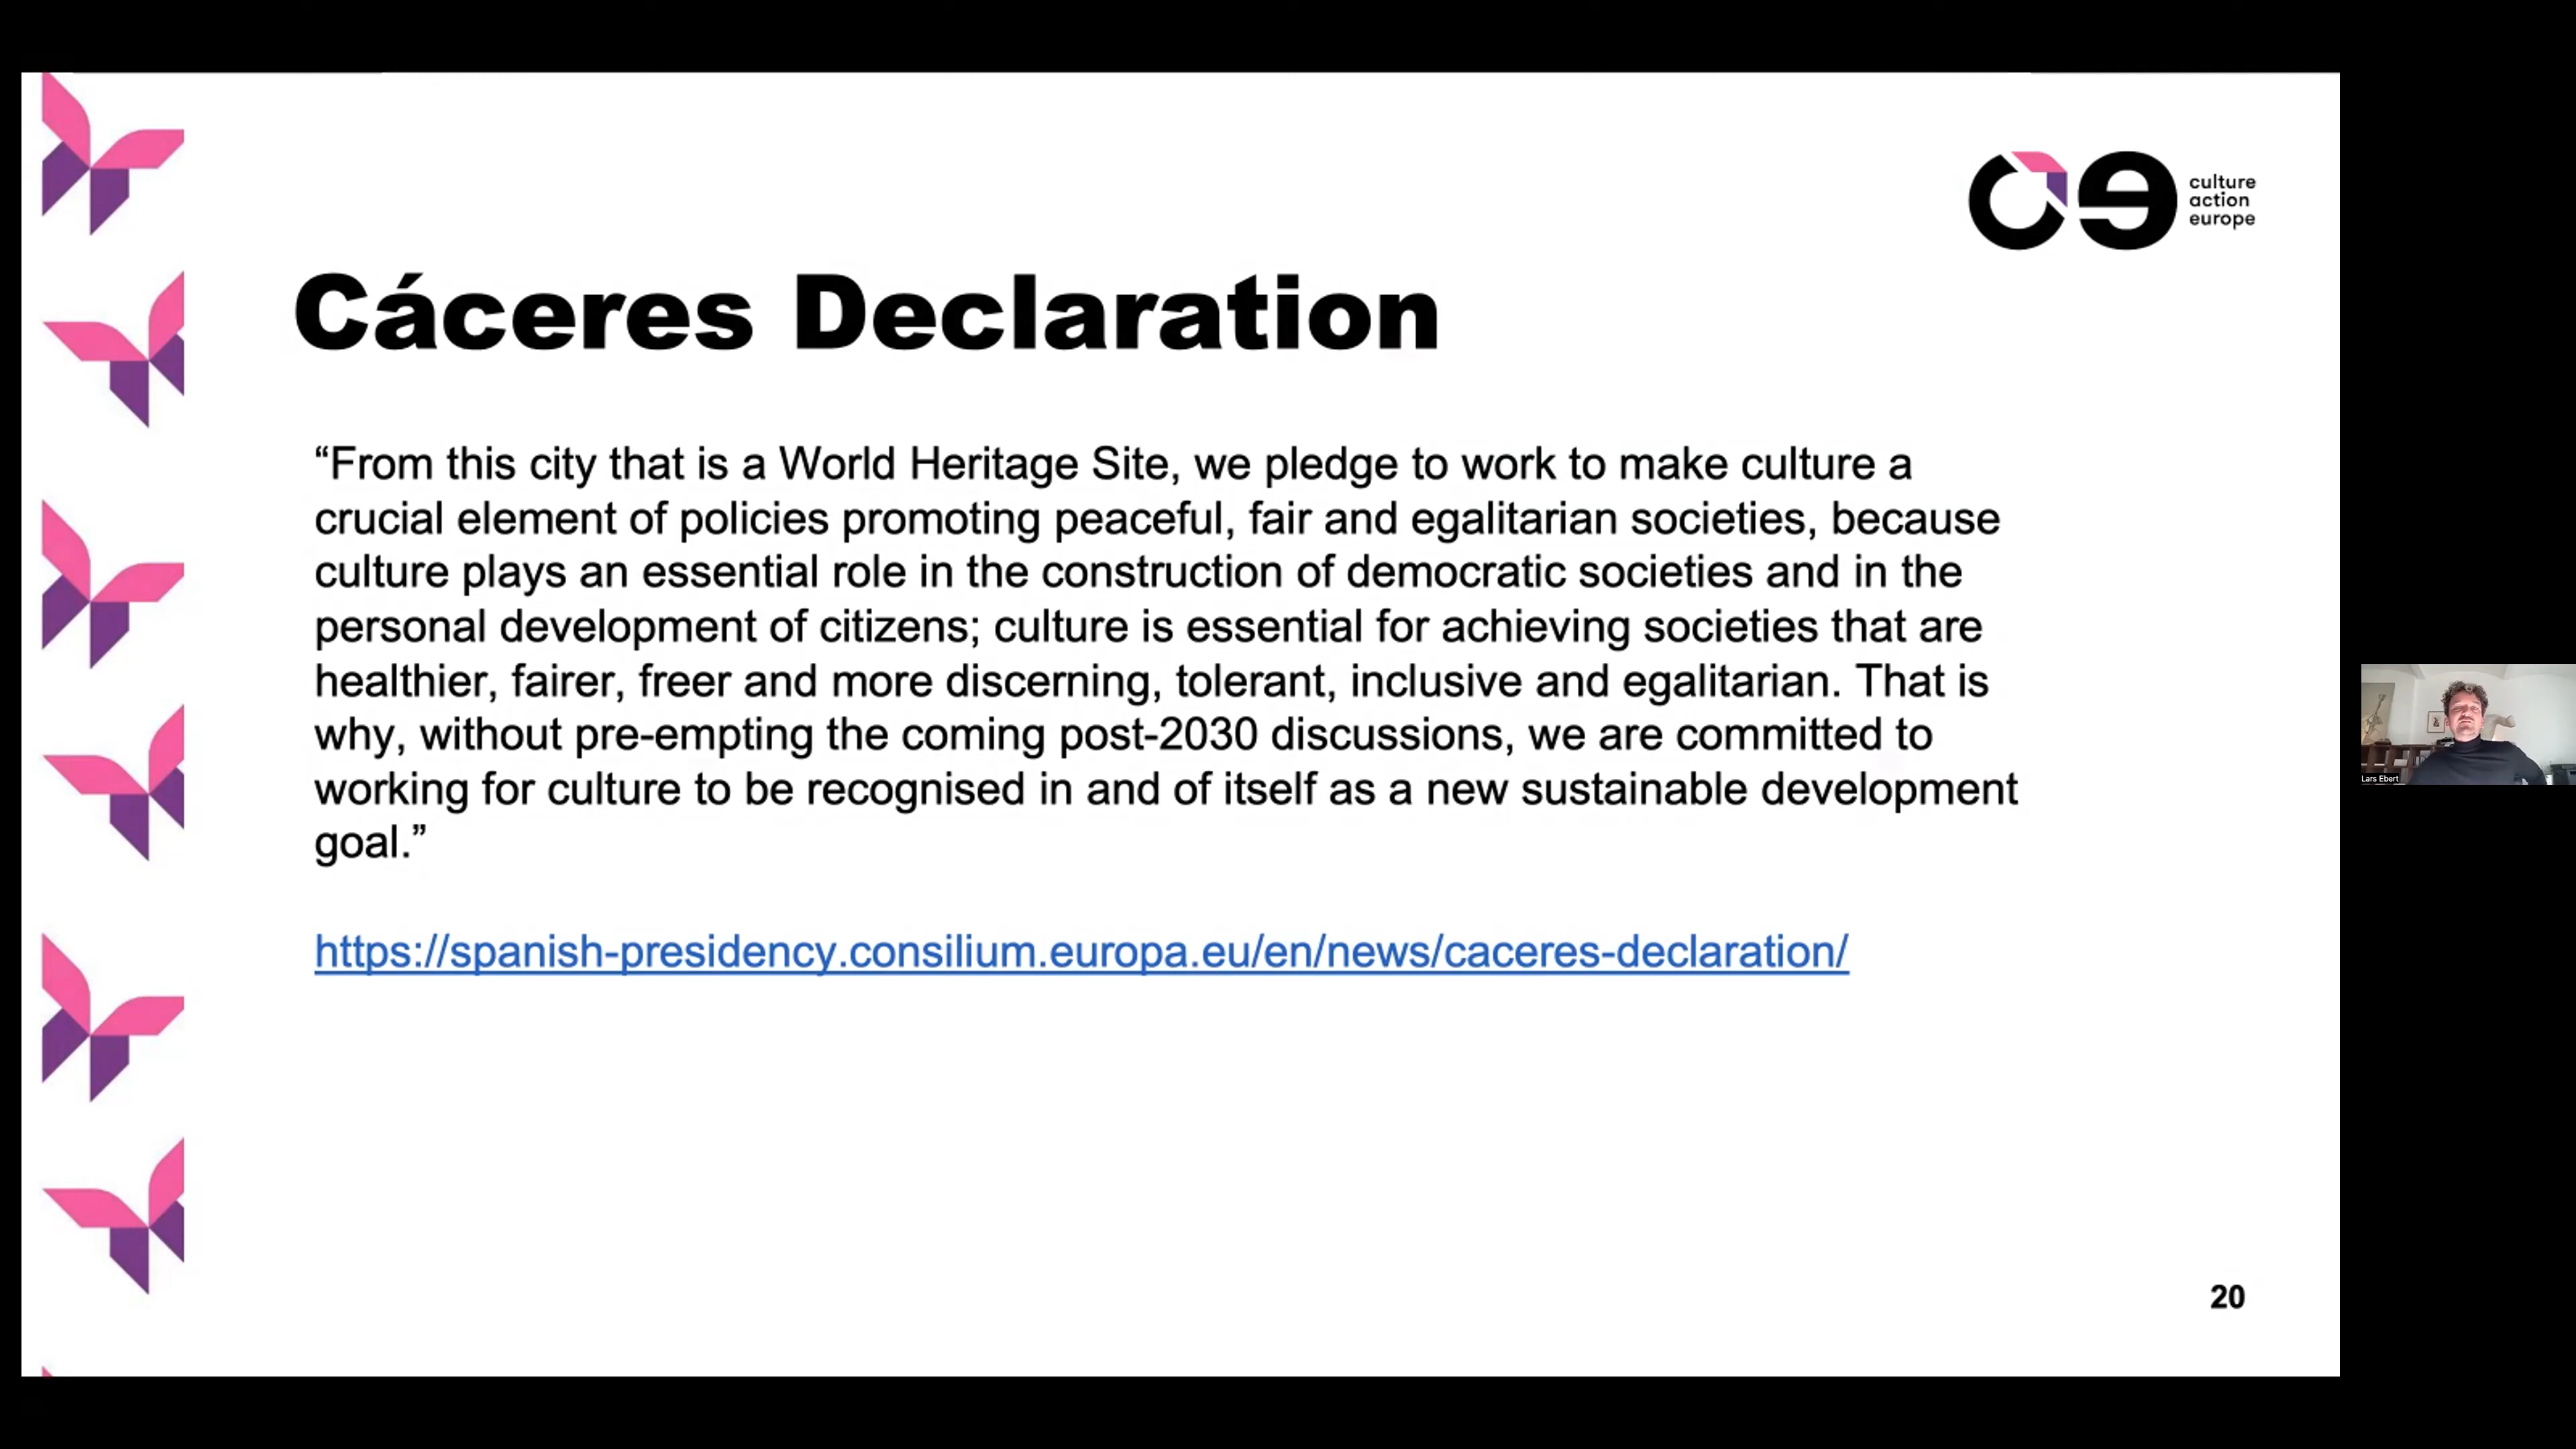 culture
action
europe
Cáceres Declaration
“From this city that is a World Heritage Site, we pledge to work to make culture a
crucial element of policies promoting peaceful, fair and egalitarian societies, because
culture plays an essential role in the construction of democratic societies and in the
personal development of citizens; culture is essential for achieving societies that are
healthier, fairer, freer and more discerning, tolerant, inclusive and egalitarian. That is
why, without pre-empting the coming post-2030 discussions, we are committed to
working for culture to be recognised in and of itself as a new sustainable development
goal.”
https://spanish-presidency.consilium.europa.eu/en/news/caceres-declaration/
Lars Ebert
20